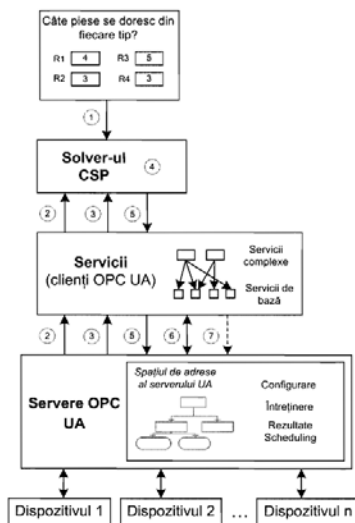 Câte piese se doresc din
fiecare tip?
R1 4 R3 5
R2 3 R4 3
1
Solver-ul
CSP
4
2 3 5
Servicii
(clienți OPC UA)
Servicii
complexe
Servicii de
bază
2 3 5 6 7
Spațiul de adrese
al serverului UA
Servere OPC
UA
Configurare
Întreținere
Rezultate
Scheduling
Dispozitivul 1 Dispozitivul 2 ... Dispozitivul n